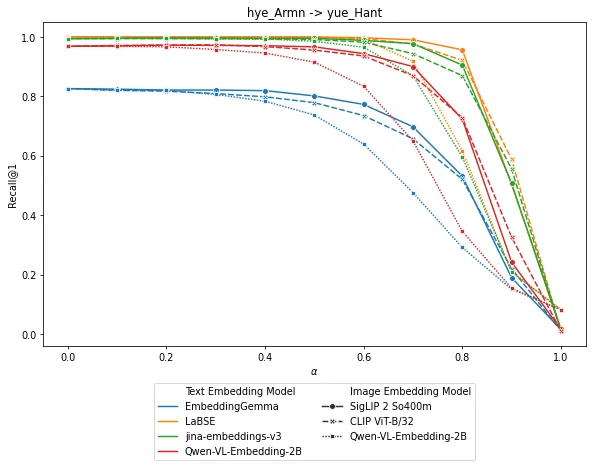 hye_Armn -> yue_Hant
Recall@1
1.0
0.8
0.6
0.4
0.2
0.0
0.0 0.2 0.4 0.6 0.8 1.0
α
Text Embedding Model
EmbeddingGemma
LaBSE
jina-embeddings-v3
Qwen-VL-Embedding-2B
Image Embedding Model
SigLIP 2 So400m
CLIP ViT-B/32
Qwen-VL-Embedding-2B